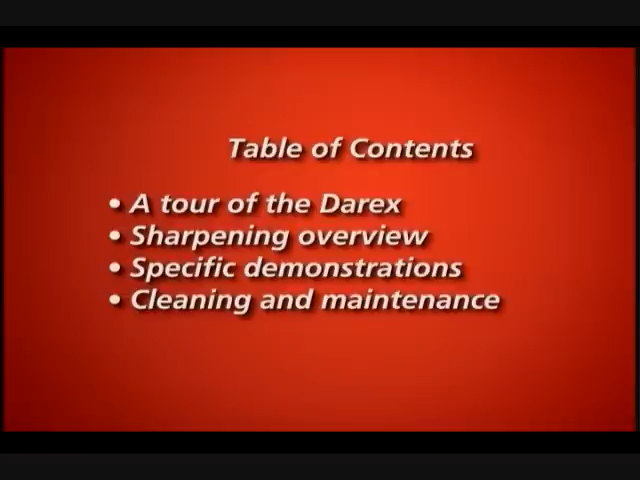 Table of Contents
• A tour of the Darex
• Sharpening overview
• Specific demonstrations
• Cleaning and maintenance